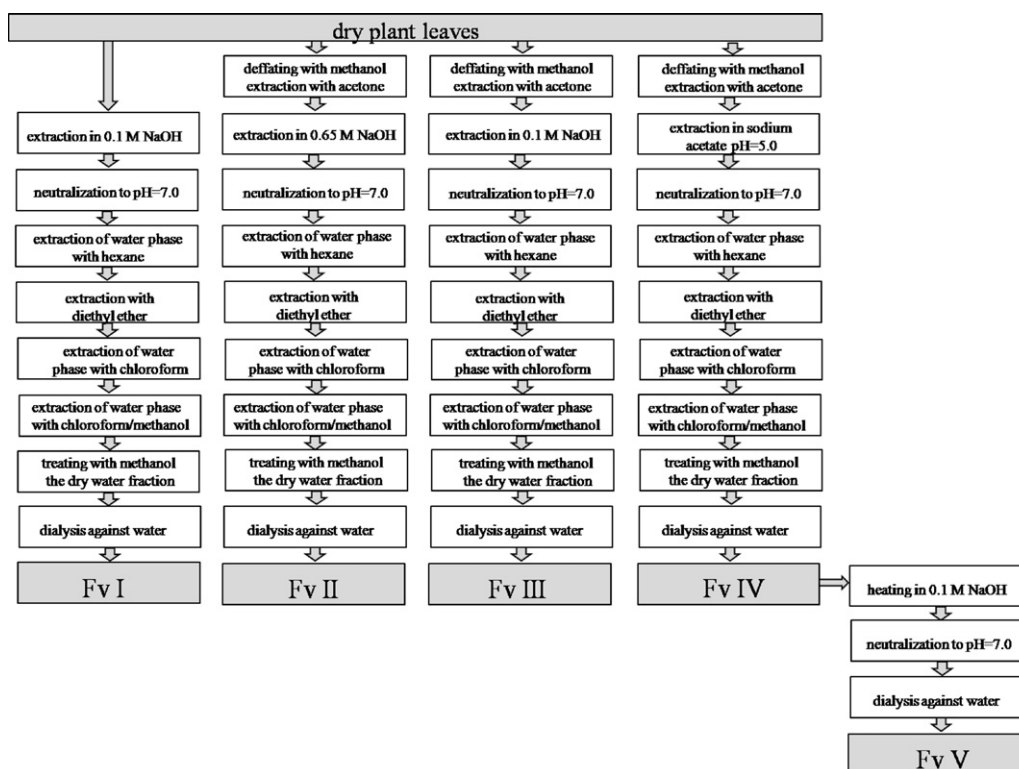 dry plant leaves
extraction in 0.1 M NaOH
neutralization to pH=7.0
extraction of water phase
with hexane
extraction with
diethyl ether
extraction of water
phase with chloroform
extraction of water phase
with chloroform/methanol
treating with methanol
the dry water fraction
dialysis against water
Fv I
deffating with methanol
extraction with acetone
extraction in 0.65 M NaOH
neutralization to pH=7.0
extraction of water phase
with hexane
extraction with
diethyl ether
extraction of water
phase with chloroform
extraction of water phase
with chloroform/methanol
treating with methanol
the dry water fraction
dialysis against water
Fv II
deffating with methanol
extraction with acetone
extraction in 0.1 M NaOH
neutralization to pH=7.0
extraction of water phase
with hexane
extraction with
diethyl ether
extraction of water
phase with chloroform
extraction of water phase
with chloroform/methanol
treating with methanol
the dry water fraction
dialysis against water
Fv III
deffating with methanol
extraction with acetone
extraction in sodium
acetate pH=5.0
neutralization to pH=7.0
extraction of water phase
with hexane
extraction with
diethyl ether
extraction of water
phase with chloroform
extraction of water phase
with chloroform/methanol
treating with methanol
the dry water fraction
dialysis against water
Fv IV
heating in 0.1 M NaOH
neutralization to pH=7.0
dialysis against water
Fv V